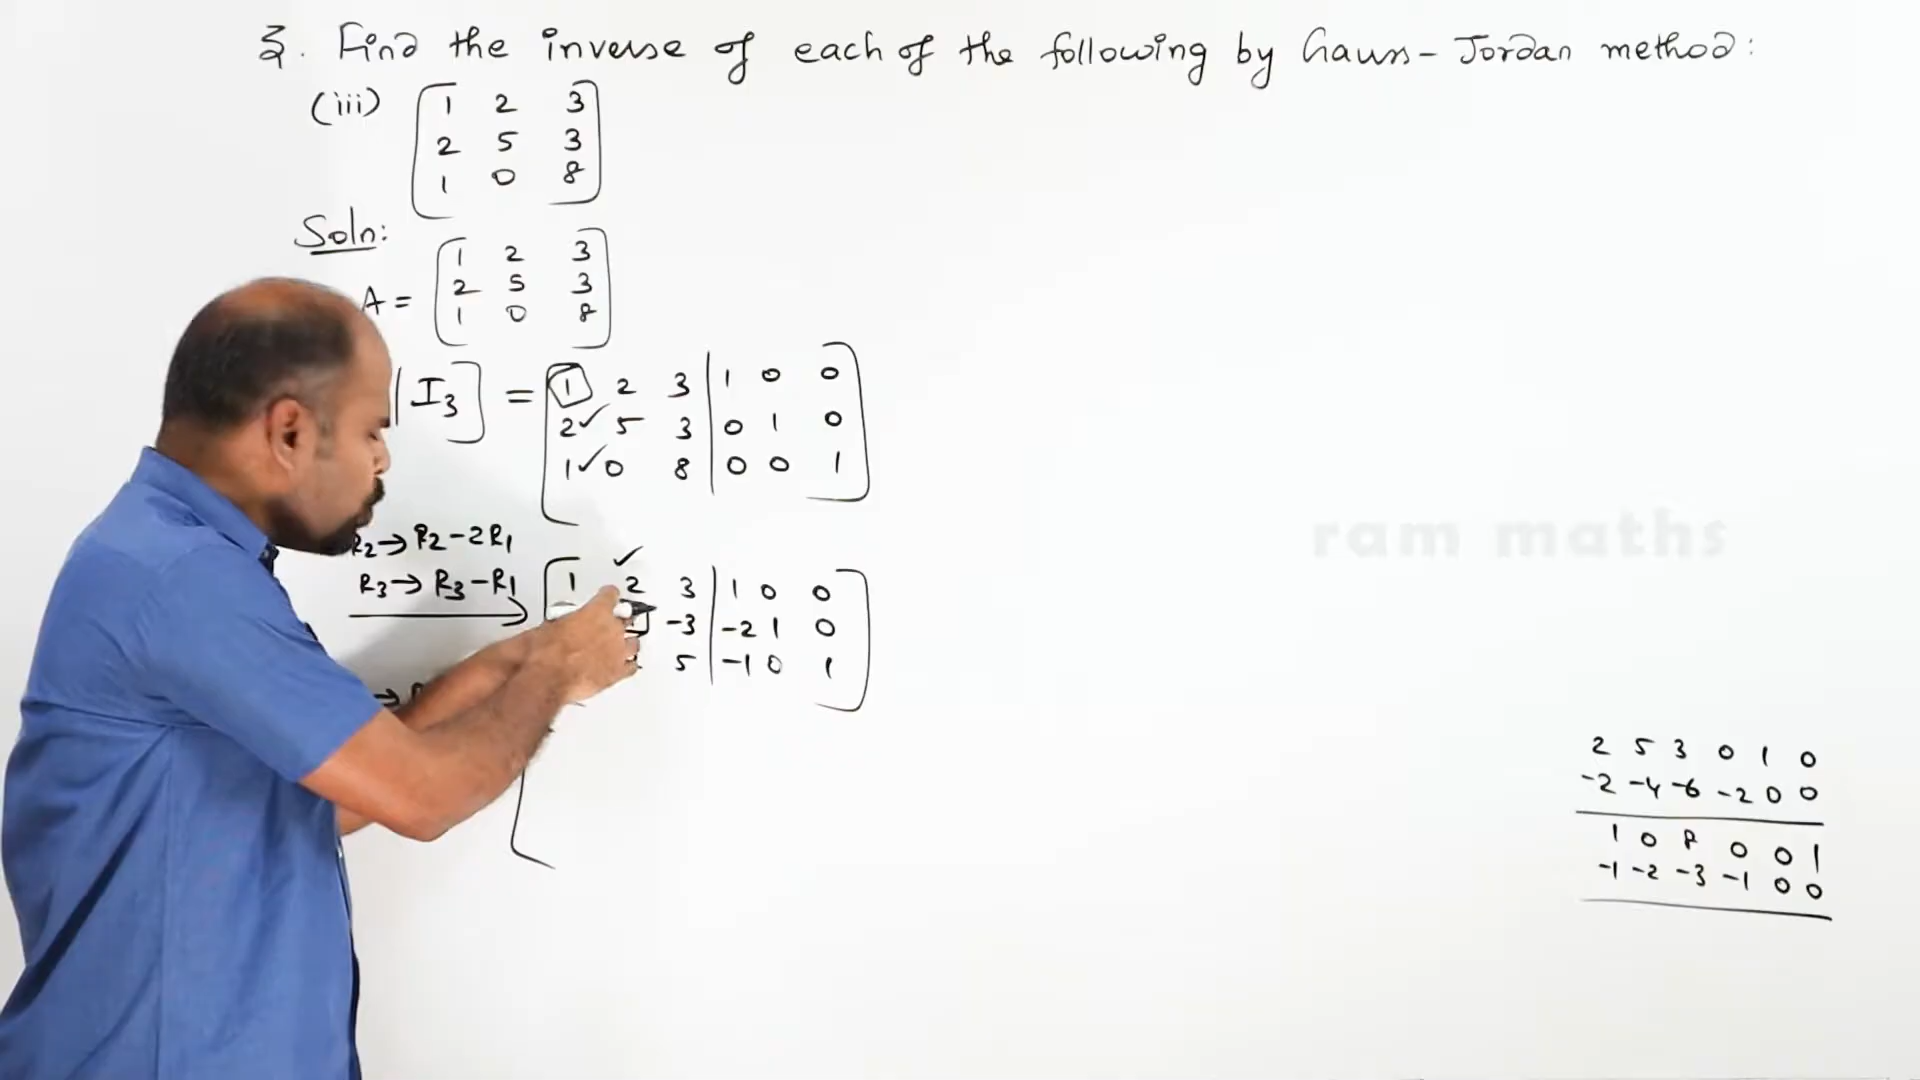 2. Find the inverse of each of the following by Gauss-Jordan method:
(iii) 1 2 3
2 5 3
1 0 8
Soln:
A = 1 2 3
2 5 3
1 0 8
| I3 ] = 1 2 3 | 1 0 0
2 ✓ 5 3 | 0 1 0
1 ✓ 0 8 | 0 0 1
R2 → R2 - 2R1
R3 → R3 - R1
✓
1 2 3 | 1 0 0
-3 | -2 1 0
5 | -1 0 1
→
ram maths
2 5 3 0 1 0
-2 -4 -6 -2 0 0
1 0 8 0 0 1
-1 -2 -3 -1 0 0